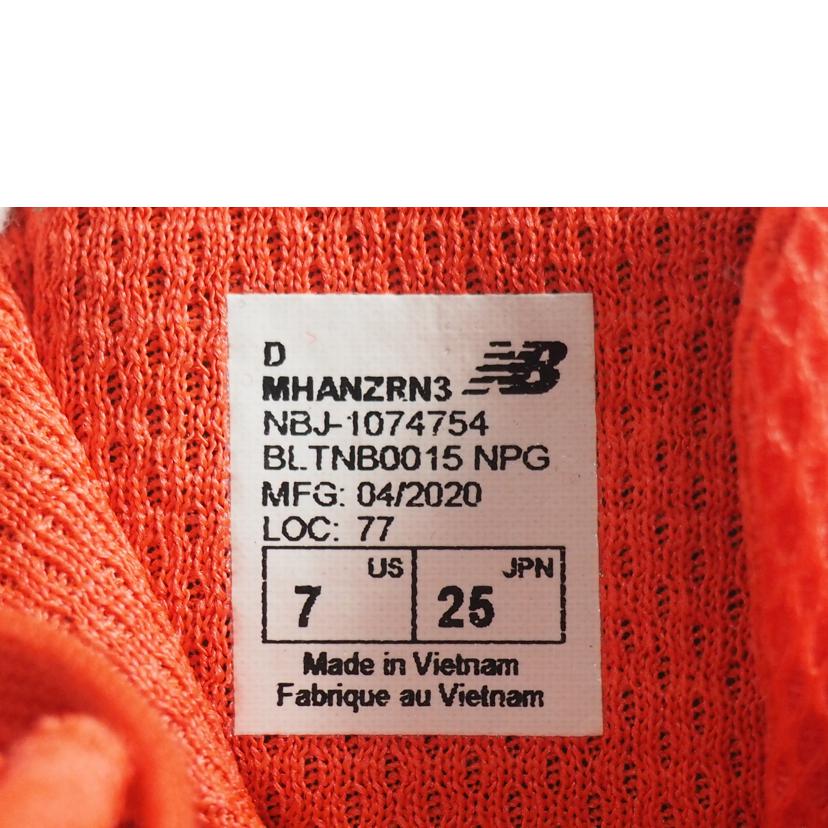 D
MHANZRN3
NBJ-1074754
BLTNB0015 NPG
MFG: 04/2020
LOC: 77
US JPN
7 25
Made in Vietnam
Fabrique au Vietnam